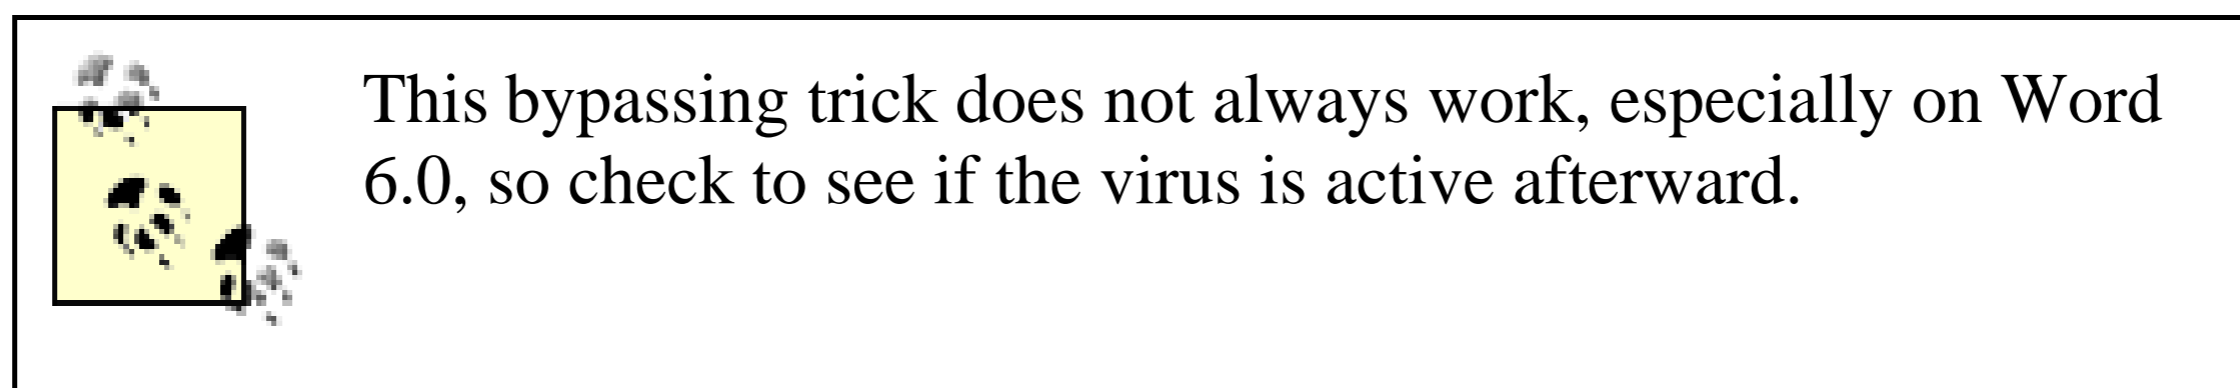 This bypassing trick does not always work, especially on Word
6.0, so check to see if the virus is active afterward.